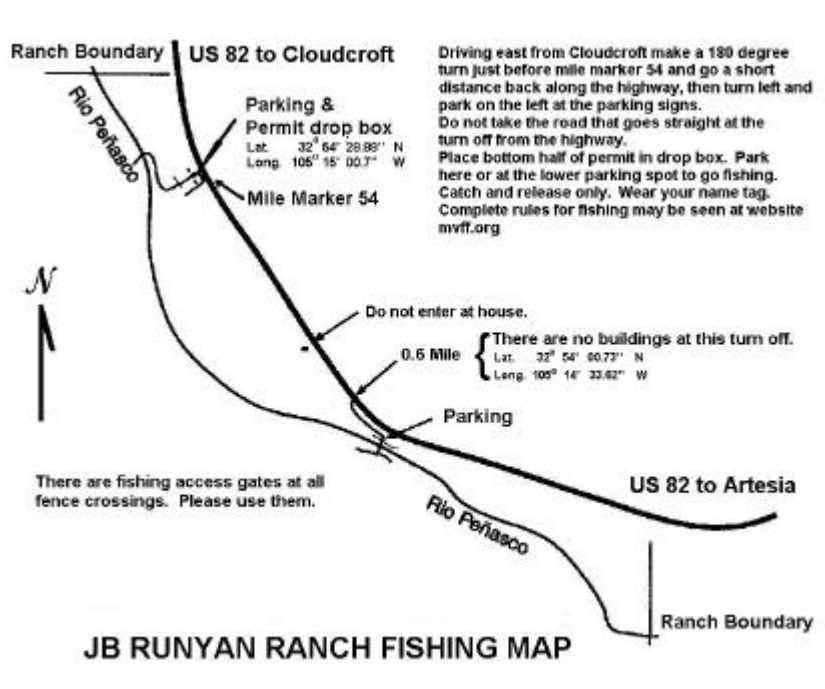 Ranch Boundary
US 82 to Cloudcroft
Driving east from Cloudcroft make a 180 degree
turn just before mile marker 54 and go a short
distance back along the highway, then turn left and
park on the left at the parking signs.
Do not take the road that goes straight at the
turn off from the highway.
Place bottom half of permit in drop box. Park
here or at the lower parking spot to go fishing.
Catch and release only. Wear your name tag.
Complete rules for fishing may be seen at website
mvff.org
Rio Peñasco
Parking &
Permit drop box
Lat. 32° 54' 28.88" N
Long. 105° 15' 00.7" W
Mile Marker 54
N
Do not enter at house.
0.6 Mile
There are no buildings at this turn off.
Lat. 32° 54' 00.73" N
Long. 105° 14' 33.62" W
Parking
There are fishing access gates at all
fence crossings. Please use them.
US 82 to Artesia
Rio Peñasco
Ranch Boundary
JB RUNYAN RANCH FISHING MAP